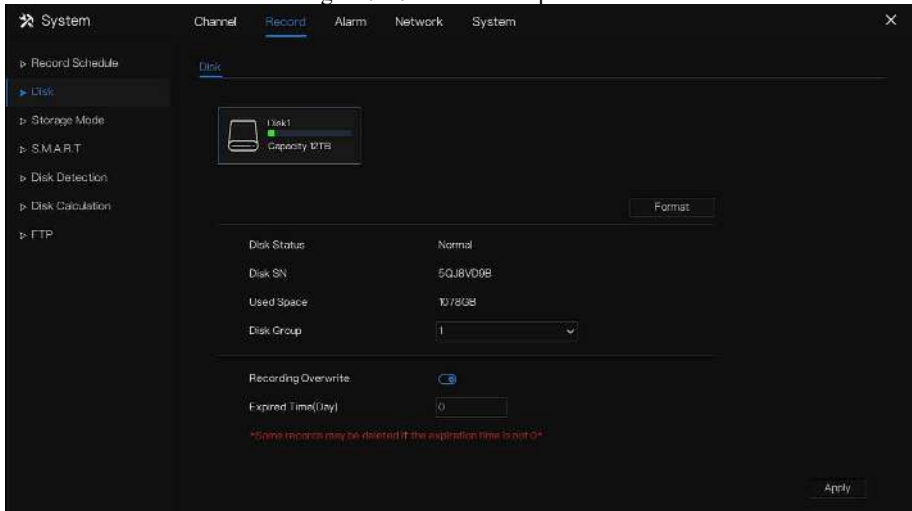 System Channel Record Alarm Network System ×
Record Schedule
Disk
Disk
Storage Mode
Disk1
Capacity 12TB
S.M.A.R.T
Disk Detection
Disk Calculation
Format
FTP
Disk Status Normal
Disk SN 5QJ8VD9B
Used Space 1078GB
Disk Group 1
Recording Overwrite
Expired Time(Day) 0
*Some records may be deleted if the expiration time is not 0*
Apply